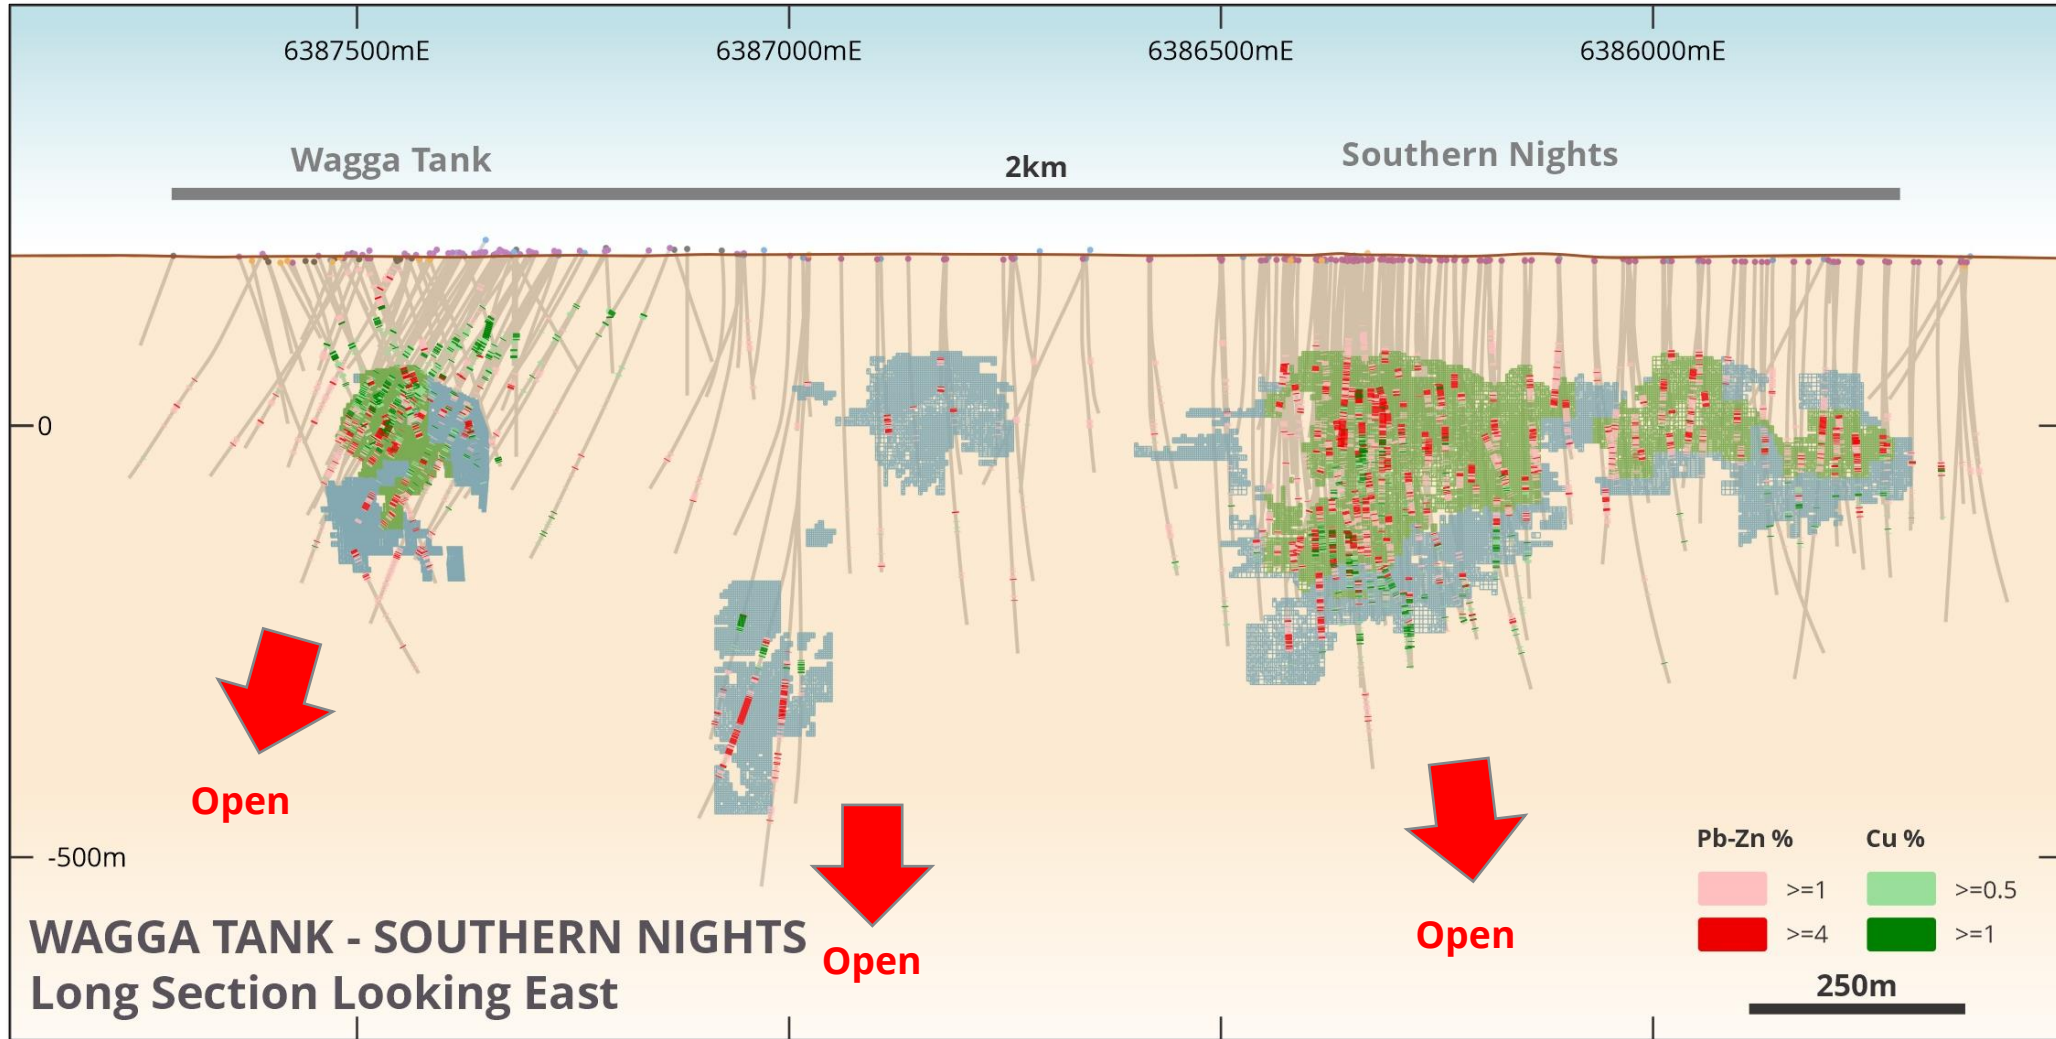 6387500mE 6387000mE 6386500mE 6386000mE
Wagga Tank 2km Southern Nights
0
-500m
Open
Open
Open
Pb-Zn % Cu %
>=1 >=0.5
>=4 >=1
250m
WAGGA TANK - SOUTHERN NIGHTS
Long Section Looking East